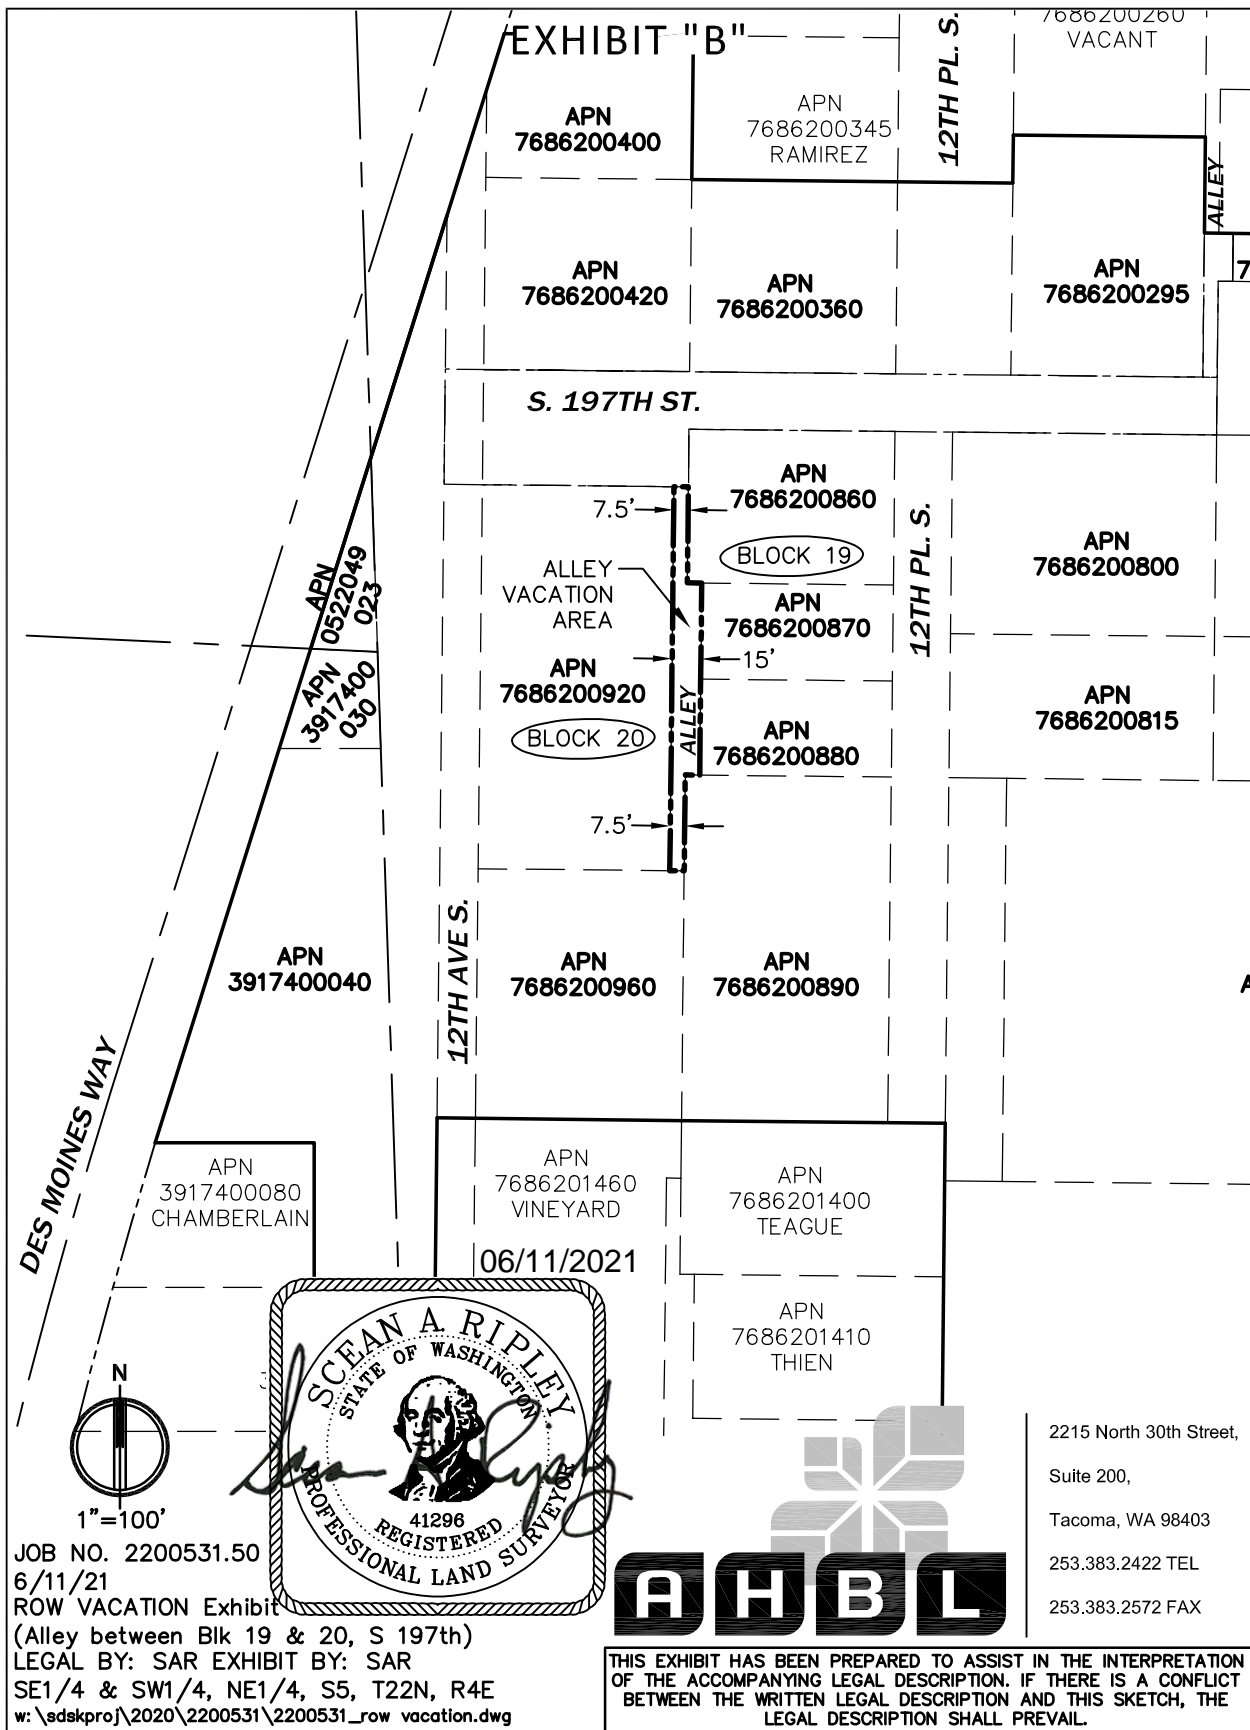 EXHIBIT "B"
7686200260
VACANT
12TH PL. S.
APN
7686200400
APN
7686200345
RAMIREZ
ALLEY
APN
7686200420
APN
7686200360
APN
7686200295
7
S. 197TH ST.
APN
7686200860
7.5'
BLOCK 19
12TH PL. S.
APN
7686200800
APN
0522049
023
ALLEY
VACATION
AREA
APN
7686200870
15'
APN
3917400
030
APN
7686200920
BLOCK 20
ALLEY
APN
7686200880
APN
7686200815
7.5'
APN
3917400040
12TH AVE S.
APN
7686200960
APN
7686200890
A
DES MOINES WAY
APN
3917400080
CHAMBERLAIN
APN
7686201460
VINEYARD
APN
7686201400
TEAGUE
06/11/2021
APN
7686201410
THIEN
SCEAN A. RIPLEY
STATE OF WASHINGTON
41296
REGISTERED
PROFESSIONAL LAND SURVEYOR
N
1"=100'
JOB NO. 2200531.50
6/11/21
ROW VACATION Exhibit
(Alley between Blk 19 & 20, S 197th)
LEGAL BY: SAR EXHIBIT BY: SAR
SE1/4 & SW1/4, NE1/4, S5, T22N, R4E
w:\sdskproj\2020\2200531\2200531_row vacation.dwg
AHBL
2215 North 30th Street,
Suite 200,
Tacoma, WA 98403
253.383.2422 TEL
253.383.2572 FAX
THIS EXHIBIT HAS BEEN PREPARED TO ASSIST IN THE INTERPRETATION
OF THE ACCOMPANYING LEGAL DESCRIPTION. IF THERE IS A CONFLICT
BETWEEN THE WRITTEN LEGAL DESCRIPTION AND THIS SKETCH, THE
LEGAL DESCRIPTION SHALL PREVAIL.